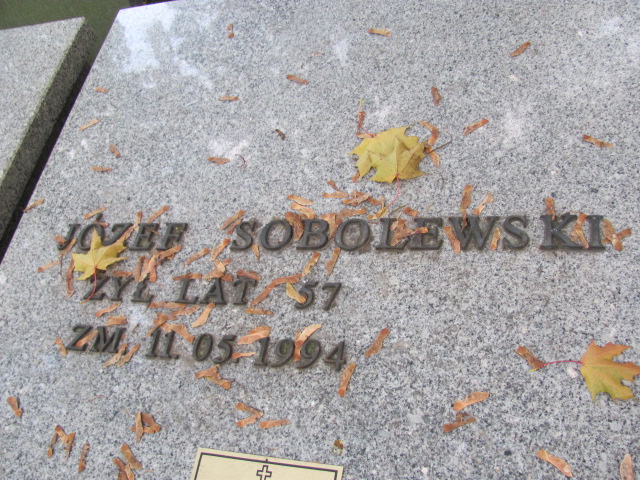 JÓZEF SOBOLEWSKI
ŻYŁ LAT 57
ZM. 11.05.1994